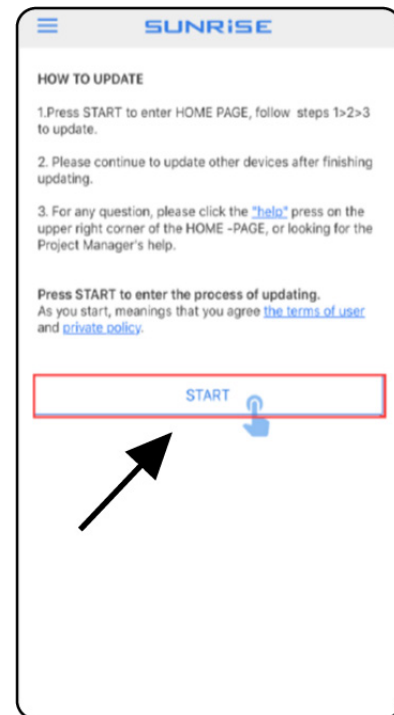 SUNRiSE
HOW TO UPDATE
1.Press START to enter HOME PAGE, follow steps 1>2>3
to update.
2. Please continue to update other devices after finishing
updating.
3. For any question, please click the "help" press on the
upper right corner of the HOME -PAGE, or looking for the
Project Manager's help.
Press START to enter the process of updating.
As you start, meanings that you agree the terms of user
and private policy.
START